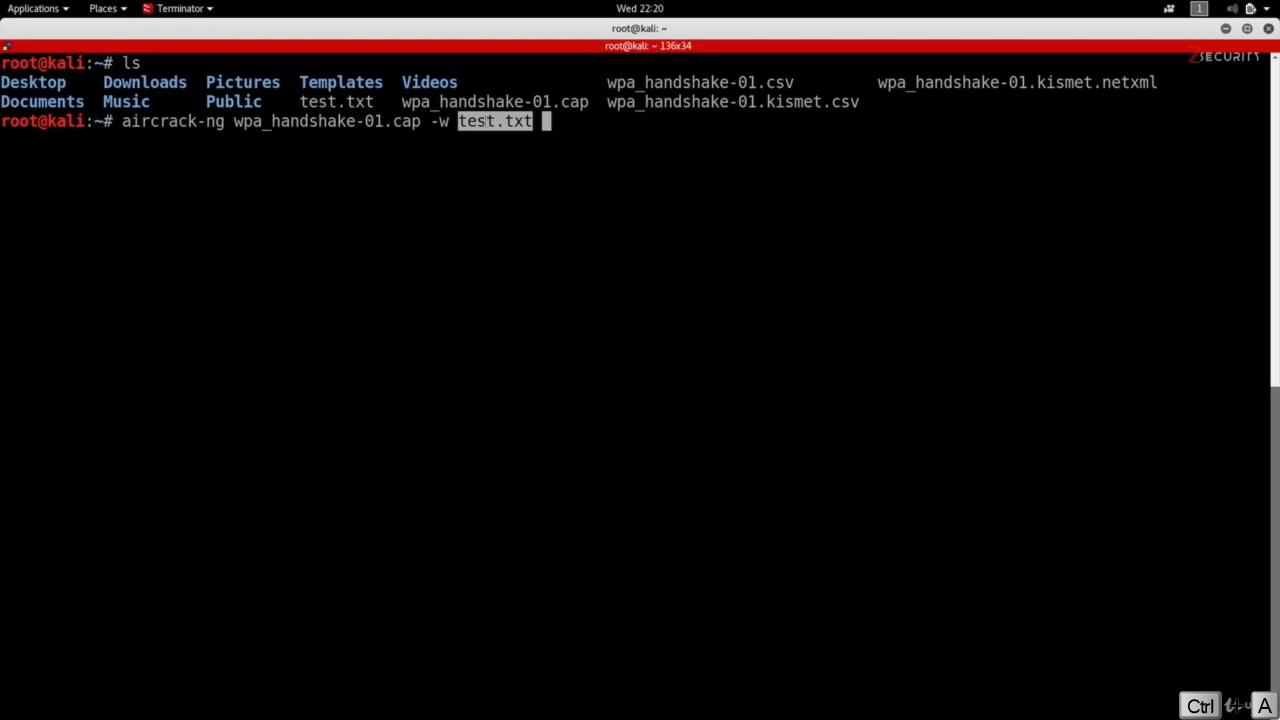 Applications Places Terminator Wed 22:20 1
root@kali: ~
root@kali: ~ 136x34
ZSECURITY
root@kali:~# ls
Desktop Downloads Pictures Templates Videos wpa_handshake-01.csv wpa_handshake-01.kismet.netxml
Documents Music Public test.txt wpa_handshake-01.cap wpa_handshake-01.kismet.csv
root@kali:~# aircrack-ng wpa_handshake-01.cap -w test.txt
Ctrl + A